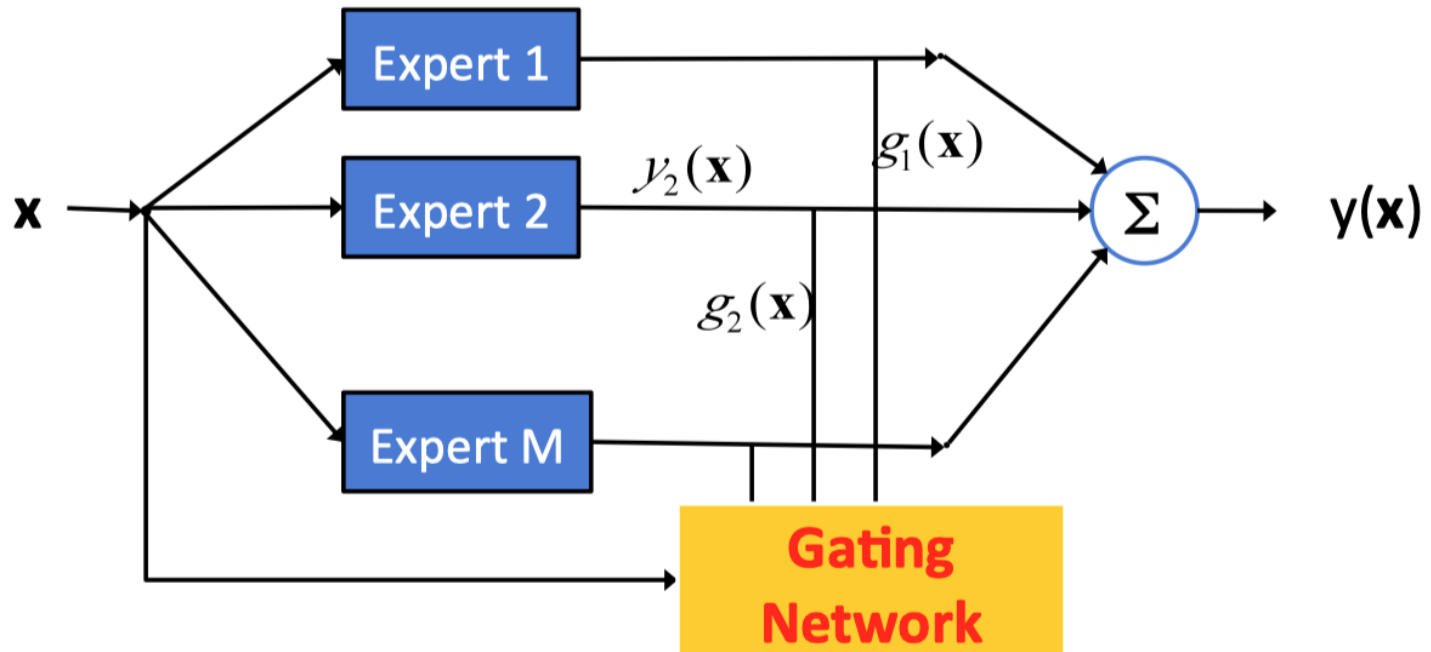 Expert 1
g₁(𝐱)
y₂(𝐱)
𝐱
Expert 2
Σ
y(𝐱)
g₂(𝐱)
Expert M
Gating
Network